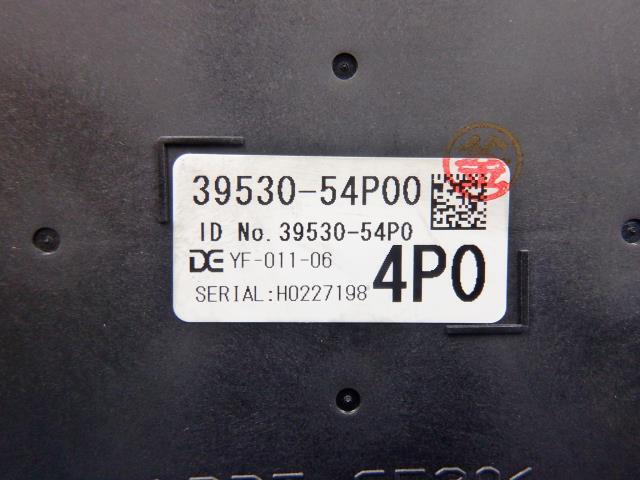 39530-54P00
ID No. 39530-54P0
DE YF-011-06
4P0
SERIAL:H0227198